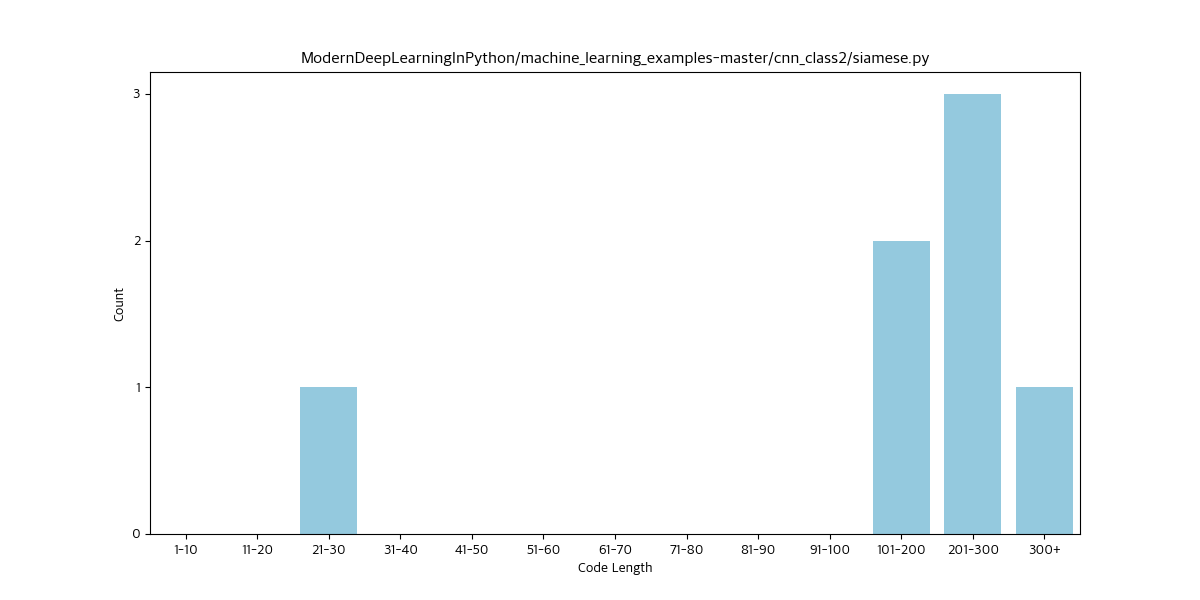 ModernDeepLearningInPython/machine_learning_examples-master/cnn_class2/siamese.py
3
2
1
0
Count
1-10 11-20 21-30 31-40 41-50 51-60 61-70 71-80 81-90 91-100 101-200 201-300 300+
Code Length